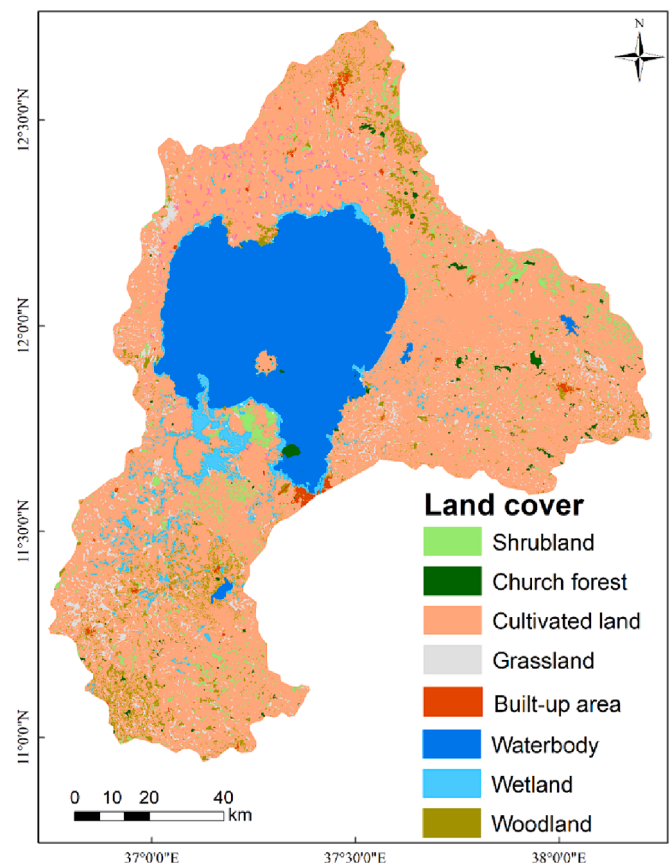 N
12°30'0"N
12°0'0"N
11°30'0"N
11°0'0"N
Land cover
Shrubland
Church forest
Cultivated land
Grassland
Built-up area
Waterbody
Wetland
Woodland
0 10 20 40
km
37°0'0"E 37°30'0"E 38°0'0"E